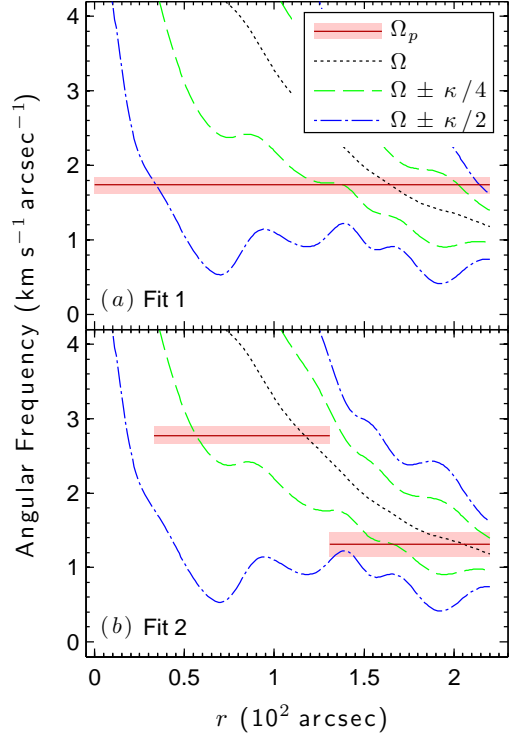 4
3
2
1
0
Ω_p
Ω
Ω ± κ/4
Ω ± κ/2
(a) Fit 1
4
3
2
1
0
(b) Fit 2
0
0.5
1
1.5
2
r (10² arcsec)
Angular Frequency (km s⁻¹ arcsec⁻¹)